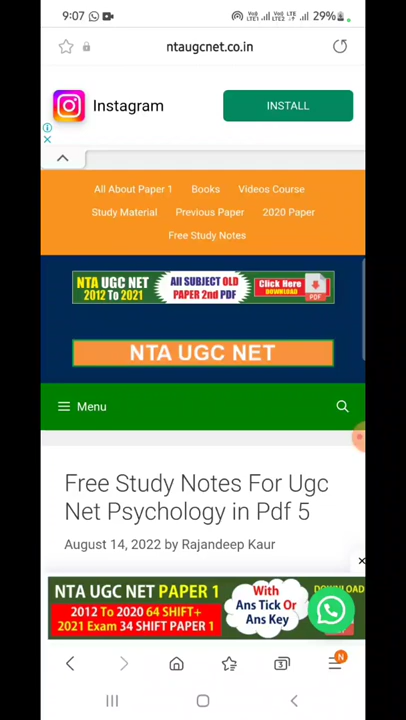 9:07 29%
ntaugcnet.co.in
Instagram INSTALL
All About Paper 1 Books Videos Course
Study Material Previous Paper 2020 Paper
Free Study Notes
NTA UGC NET
2012 To 2021
All SUBJECT OLD
PAPER 2nd PDF
Click Here
DOWNLOAD
PDF
NTA UGC NET
Menu
Free Study Notes For Ugc
Net Psychology in Pdf 5
August 14, 2022 by Rajandeep Kaur
NTA UGC NET PAPER 1
2012 To 2020 64 SHIFT+
2021 Exam 34 SHIFT PAPER 1
With
Ans Tick Or
Ans Key
DOWNLOAD
3
N